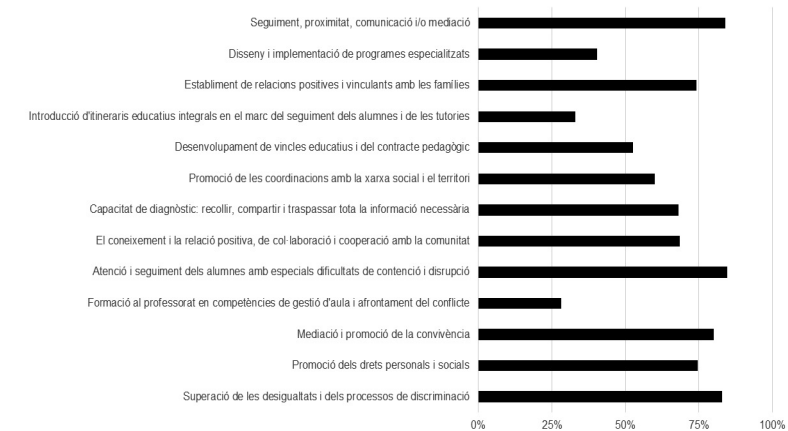 Seguiment, proximitat, comunicació i/o mediació
Disseny i implementació de programes especialitzats
Establiment de relacions positives i vinculants amb les famílies
Introducció d'itineraris educatius integrals en el marc del seguiment dels alumnes i de les tutories
Desenvolupament de vincles educatius i del contracte pedagògic
Promoció de les coordinacions amb la xarxa social i el territori
Capacitat de diagnòstic: recollir, compartir i traspassar tota la informació necessària
El coneixement i la relació positiva, de col·laboració i cooperació amb la comunitat
Atenció i seguiment dels alumnes amb especials dificultats de contenció i disrupció
Formació al professorat en competències de gestió d'aula i afrontament del conflicte
Mediació i promoció de la convivència
Promoció dels drets personals i socials
Superació de les desigualtats i dels processos de discriminació
0% 25% 50% 75% 100%